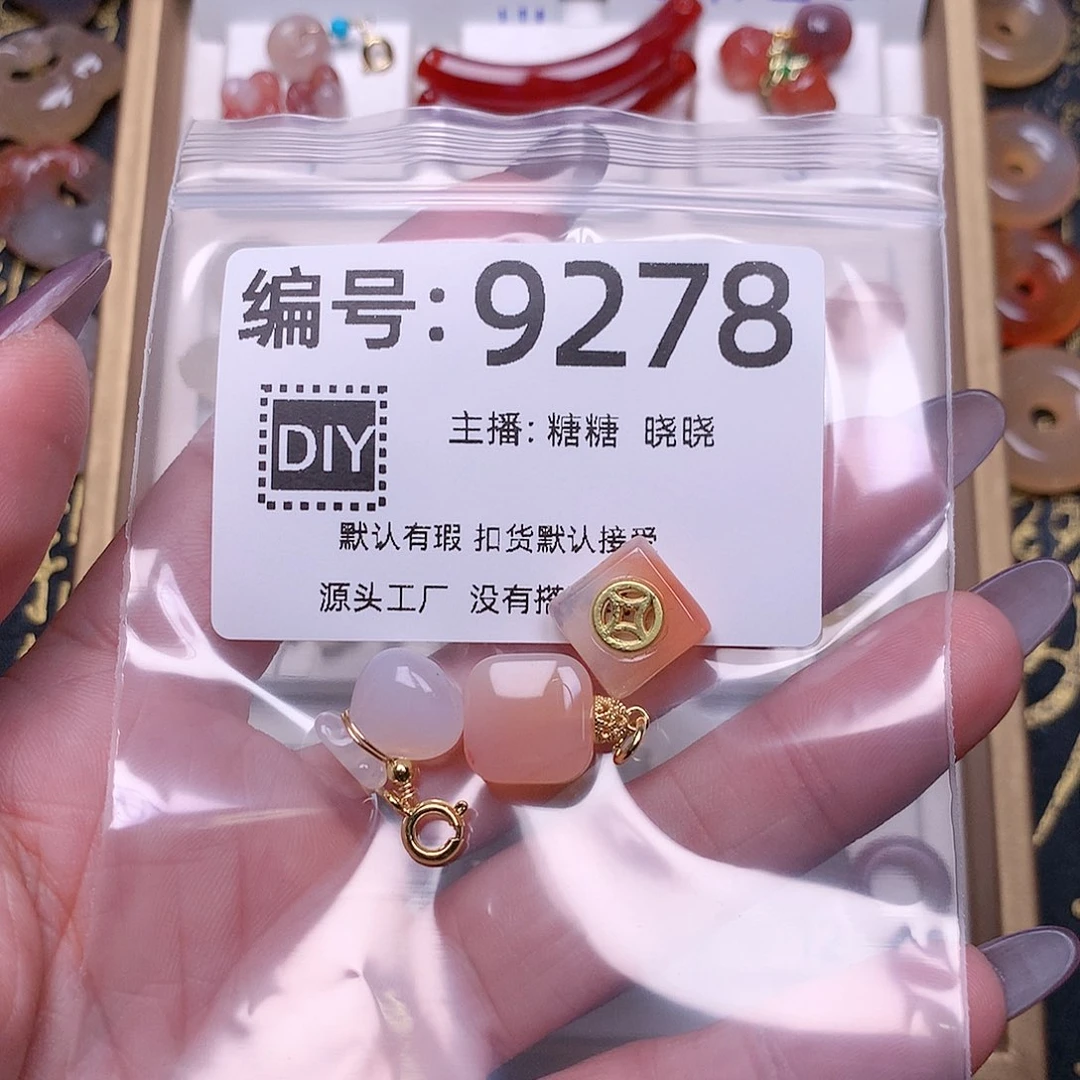 编号：9278
DIY
主播：糖糖 晓晓
默认有瑕 扣货默认接受
源头工厂 没有搭